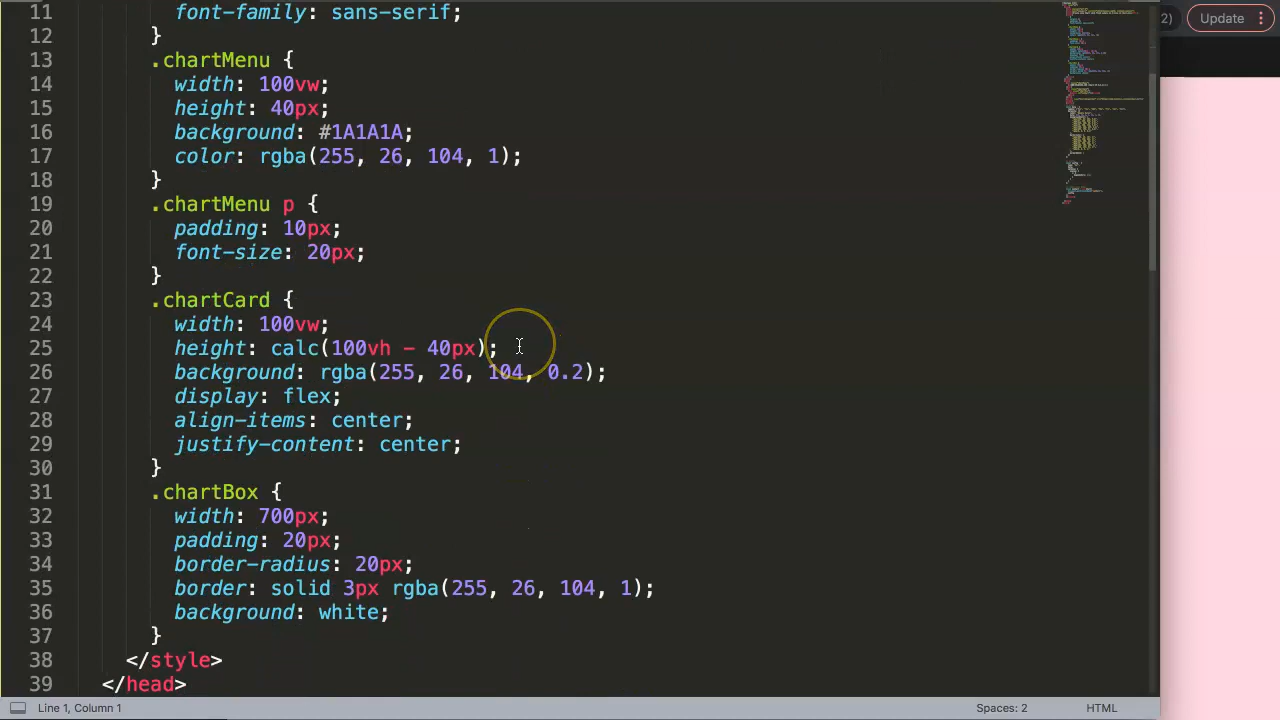 11 font-family: sans-serif;
12 }
13 .chartMenu {
14 width: 100vw;
15 height: 40px;
16 background: #1A1A1A;
17 color: rgba(255, 26, 104, 1);
18 }
19 .chartMenu p {
20 padding: 10px;
21 font-size: 20px;
22 }
23 .chartCard {
24 width: 100vw;
25 height: calc(100vh - 40px);
26 background: rgba(255, 26, 104, 0.2);
27 display: flex;
28 align-items: center;
29 justify-content: center;
30 }
31 .chartBox {
32 width: 700px;
33 padding: 20px;
34 border-radius: 20px;
35 border: solid 3px rgba(255, 26, 104, 1);
36 background: white;
37 }
38 </style>
39 </head>
2) Update
Line 1, Column 1 Spaces: 2 HTML